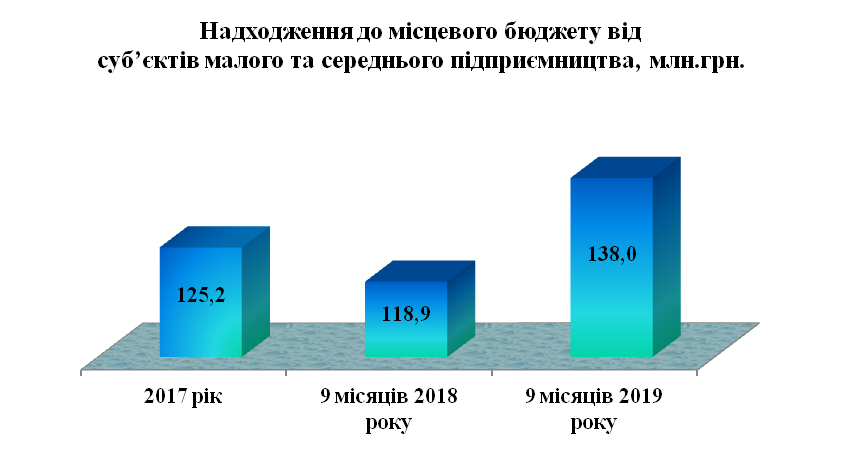 Надходження до місцевого бюджету від
суб’єктів малого та середнього підприємництва, млн.грн.
125,2
118,9
138,0
2017 рік
9 місяців 2018
року
9 місяців 2019
року